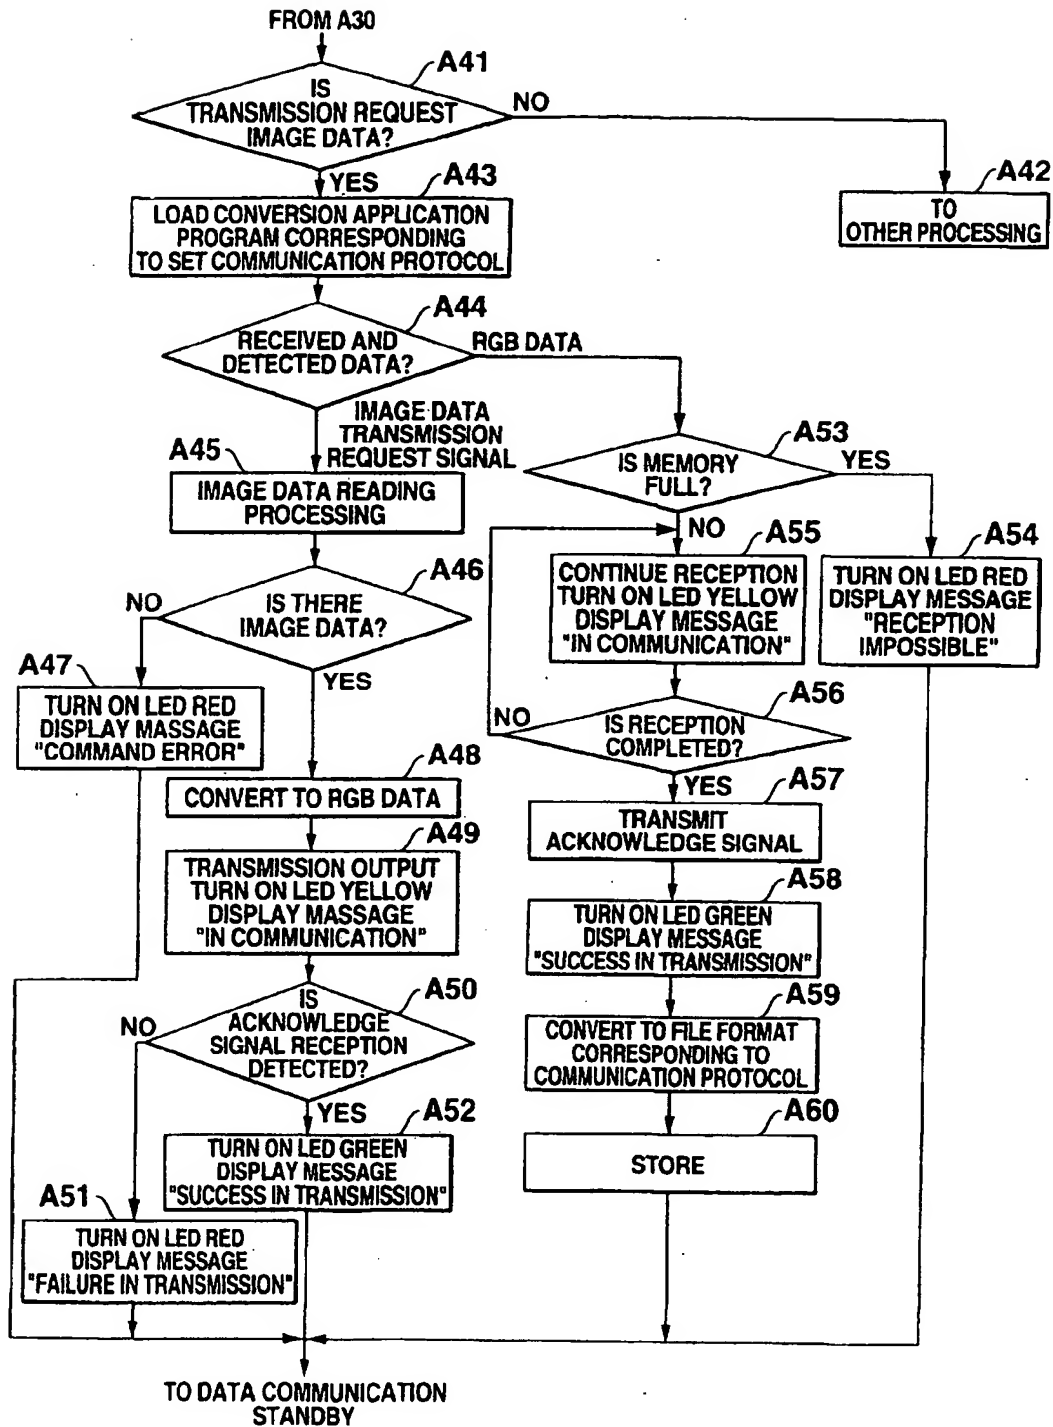 FROM A30
A41
IS
TRANSMISSION REQUEST
IMAGE DATA?
NO
YES
A43
A42
LOAD CONVERSION APPLICATION
PROGRAM CORRESPONDING
TO SET COMMUNICATION PROTOCOL
TO
OTHER PROCESSING
A44
RECEIVED AND
DETECTED DATA?
RGB DATA
IMAGE DATA
TRANSMISSION
REQUEST SIGNAL
A45
IMAGE DATA READING
PROCESSING
A53
IS MEMORY
FULL?
YES
NO
A46
IS THERE
IMAGE DATA?
NO
YES
A55
CONTINUE RECEPTION
TURN ON LED YELLOW
DISPLAY MESSAGE
"IN COMMUNICATION"
A54
TURN ON LED RED
DISPLAY MESSAGE
"RECEPTION
IMPOSSIBLE"
A47
TURN ON LED RED
DISPLAY MASSAGE
"COMMAND ERROR"
A56
NO
IS RECEPTION
COMPLETED?
YES
A48
CONVERT TO RGB DATA
A57
TRANSMIT
ACKNOWLEDGE SIGNAL
A49
TRANSMISSION OUTPUT
TURN ON LED YELLOW
DISPLAY MASSAGE
"IN COMMUNICATION"
A58
TURN ON LED GREEN
DISPLAY MESSAGE
"SUCCESS IN TRANSMISSION"
A50
IS
ACKNOWLEDGE
SIGNAL RECEPTION
DETECTED?
NO
YES
A59
CONVERT TO FILE FORMAT
CORRESPONDING TO
COMMUNICATION PROTOCOL
A52
TURN ON LED GREEN
DISPLAY MESSAGE
"SUCCESS IN TRANSMISSION"
A60
STORE
A51
TURN ON LED RED
DISPLAY MESSAGE
"FAILURE IN TRANSMISSION"
TO DATA COMMUNICATION
STANDBY